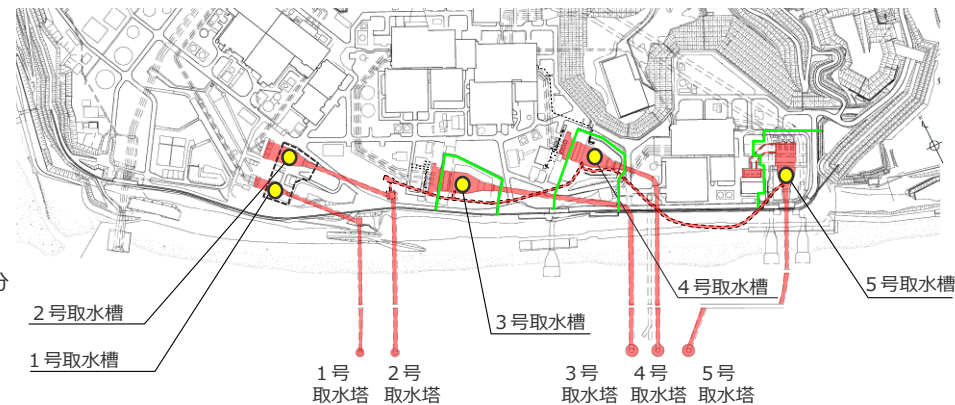 分
２号取水槽
１号取水槽
３号取水槽
４号取水槽
５号取水槽
１号
取水塔
２号
取水塔
３号
取水塔
４号
取水塔
５号
取水塔